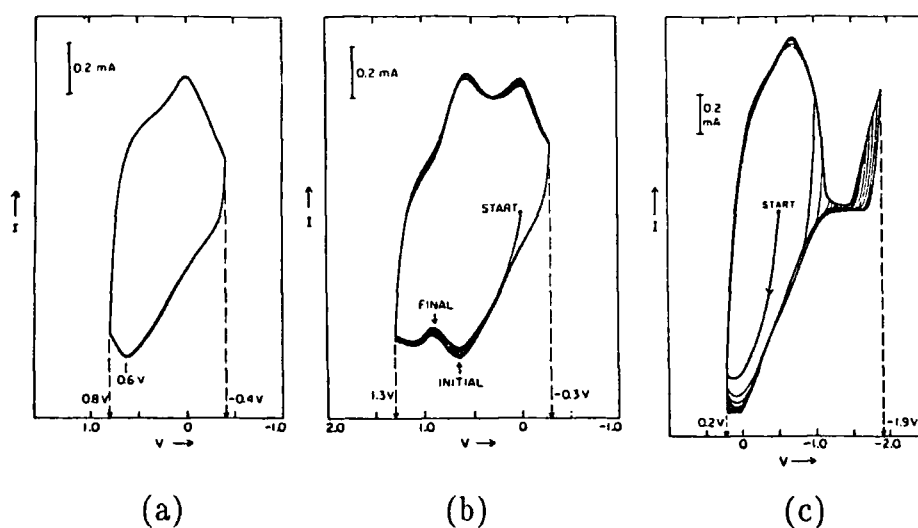 0.2 mA
I →
0.6 V
0.8V
-0.4V
1.0
0
-1.0
V →
(a)
0.2 mA
I →
START
FINAL
INITIAL
1.3V
-0.3V
2.0
1.0
0
-1.0
V →
(b)
0.2
mA
I →
START
0.2V
-1.9V
0
-1.0
-2.0
V →
(c)